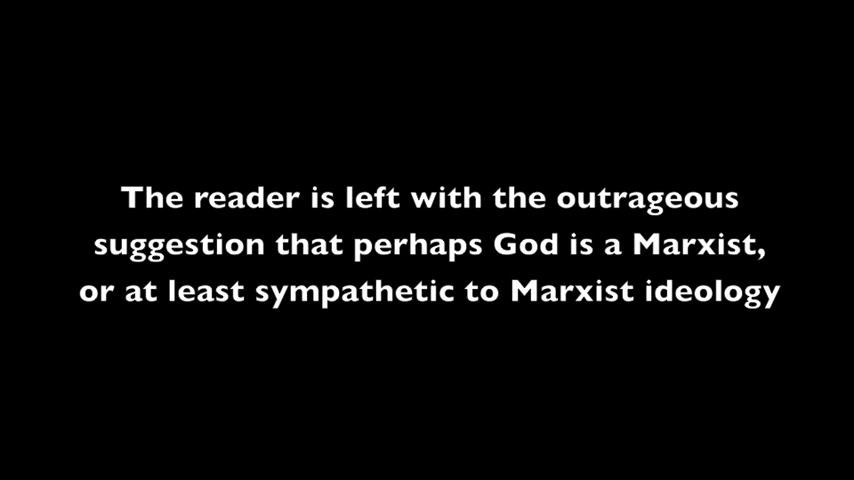 The reader is left with the outrageous
suggestion that perhaps God is a Marxist,
or at least sympathetic to Marxist ideology